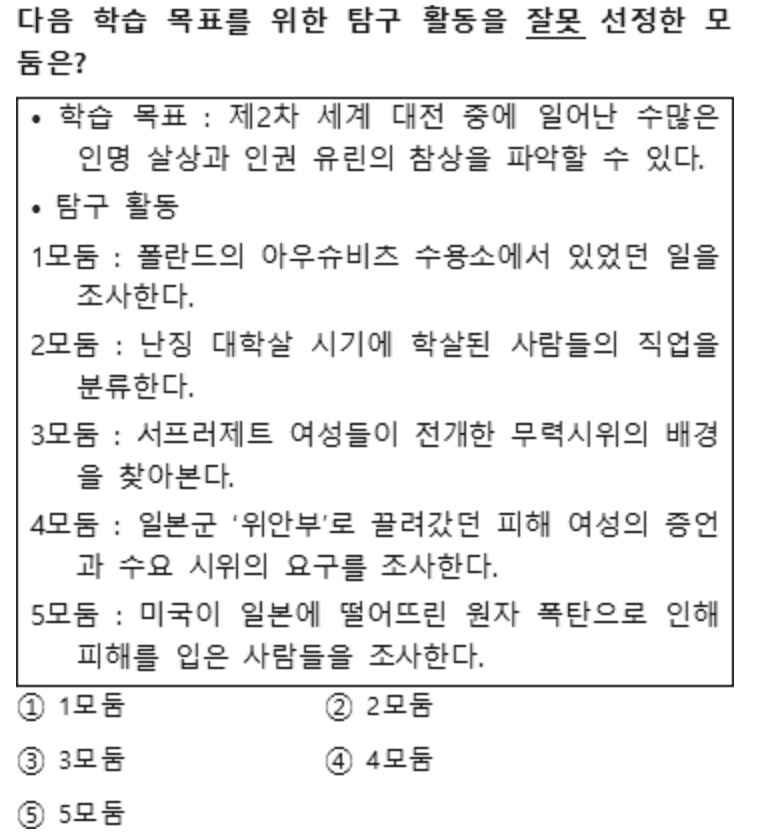 다음 학습 목표를 위한 탐구 활동을 잘못 선정한 모
둠은?
• 학습 목표 : 제2차 세계 대전 중에 일어난 수많은
인명 살상과 인권 유린의 참상을 파악할 수 있다.
• 탐구 활동
1모둠 : 폴란드의 아우슈비츠 수용소에서 있었던 일을
조사한다.
2모둠 : 난징 대학살 시기에 학살된 사람들의 직업을
분류한다.
3모둠 : 서프러제트 여성들이 전개한 무력시위의 배경
을 찾아본다.
4모둠 : 일본군 '위안부'로 끌려갔던 피해 여성의 증언
과 수요 시위의 요구를 조사한다.
5모둠 : 미국이 일본에 떨어뜨린 원자 폭탄으로 인해
피해를 입은 사람들을 조사한다.
① 1모둠 ② 2모둠
③ 3모둠 ④ 4모둠
⑤ 5모둠